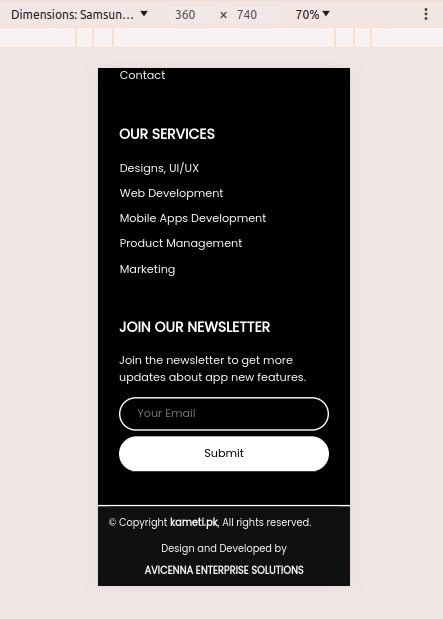 Dimensions: Samsun... 360 × 740 70%
Contact
OUR SERVICES
Designs, UI/UX
Web Development
Mobile Apps Development
Product Management
Marketing
JOIN OUR NEWSLETTER
Join the newsletter to get more
updates about app new features.
Your Email
Submit
© Copyright kameti.pk, All rights reserved.
Design and Developed by
AVICENNA ENTERPRISE SOLUTIONS